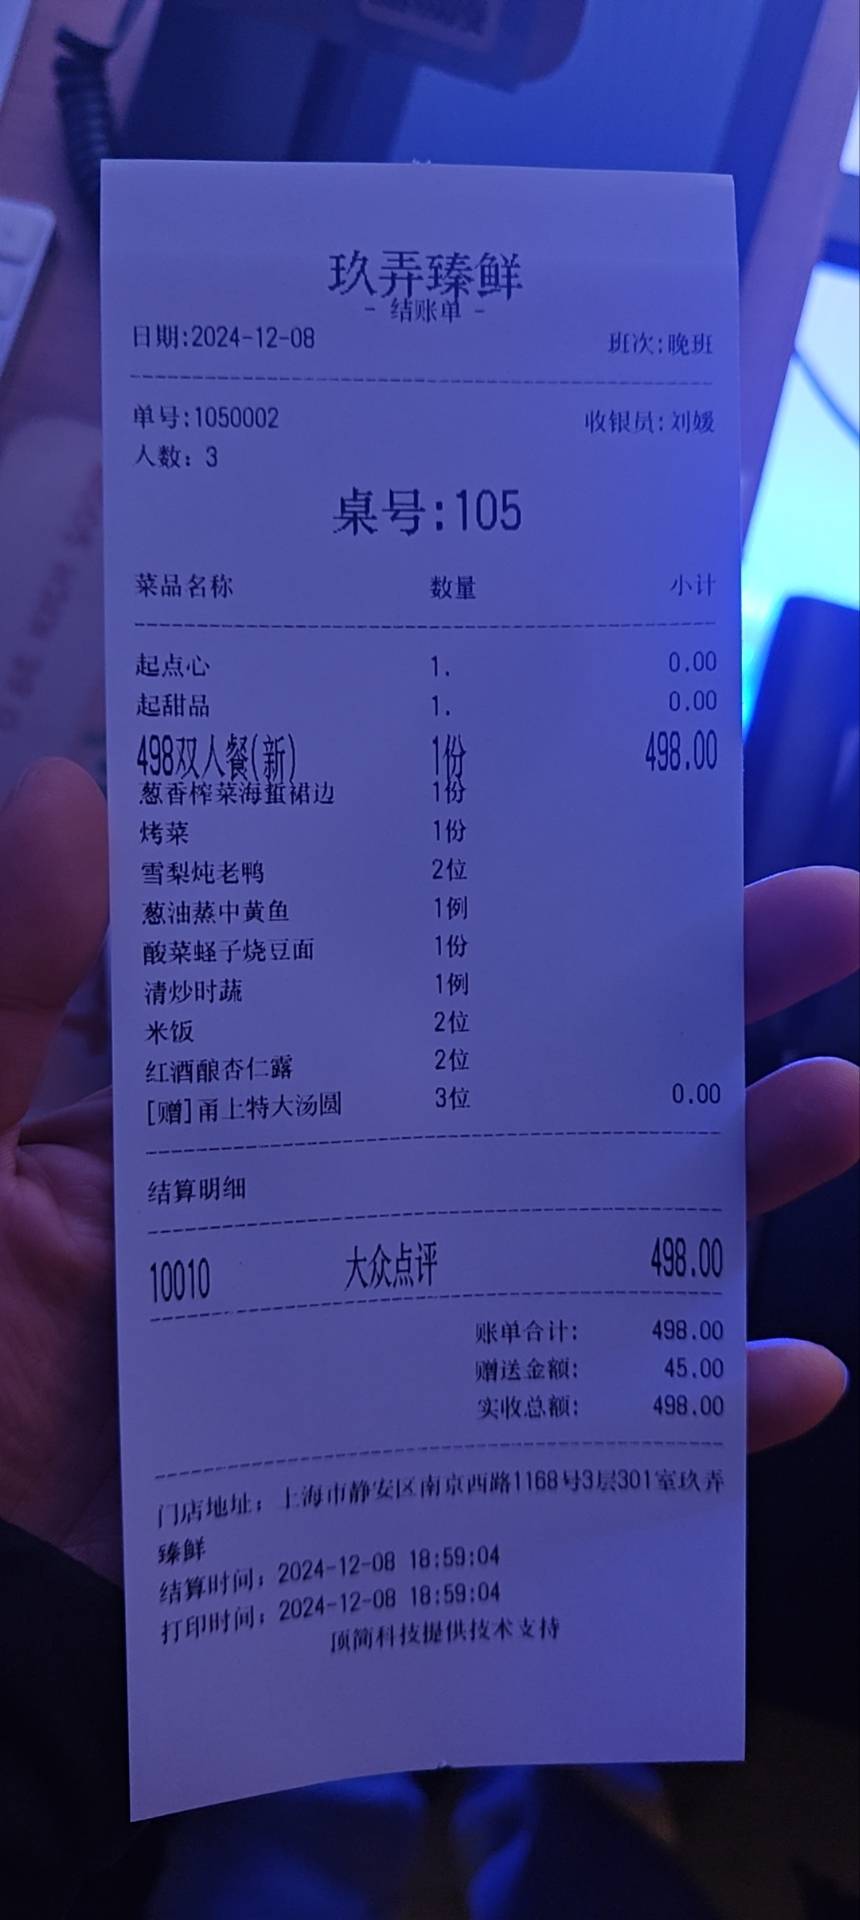 玖弄臻鲜
- 结账单 -
日期:2024-12-08 班次:晚班
单号:1050002 收银员:刘媛
人数: 3
桌号:105
菜品名称 数量 小计
起点心 1. 0.00
起甜品 1. 0.00
498双人餐(新) 1份 498.00
葱香榨菜海蜇裙边 1份
烤菜 1份
雪梨炖老鸭 2位
葱油蒸中黄鱼 1例
酸菜蛏子烧豆面 1份
清炒时蔬 1例
米饭 2位
红酒酿杏仁露 2位
[赠]甬上特大汤圆 3位 0.00
结算明细
10010 大众点评 498.00
账单合计: 498.00
赠送金额: 45.00
实收总额: 498.00
门店地址: 上海市静安区南京西路1168号3层301室玖弄
臻鲜
结算时间: 2024-12-08 18:59:04
打印时间: 2024-12-08 18:59:04
顶简科技提供技术支持